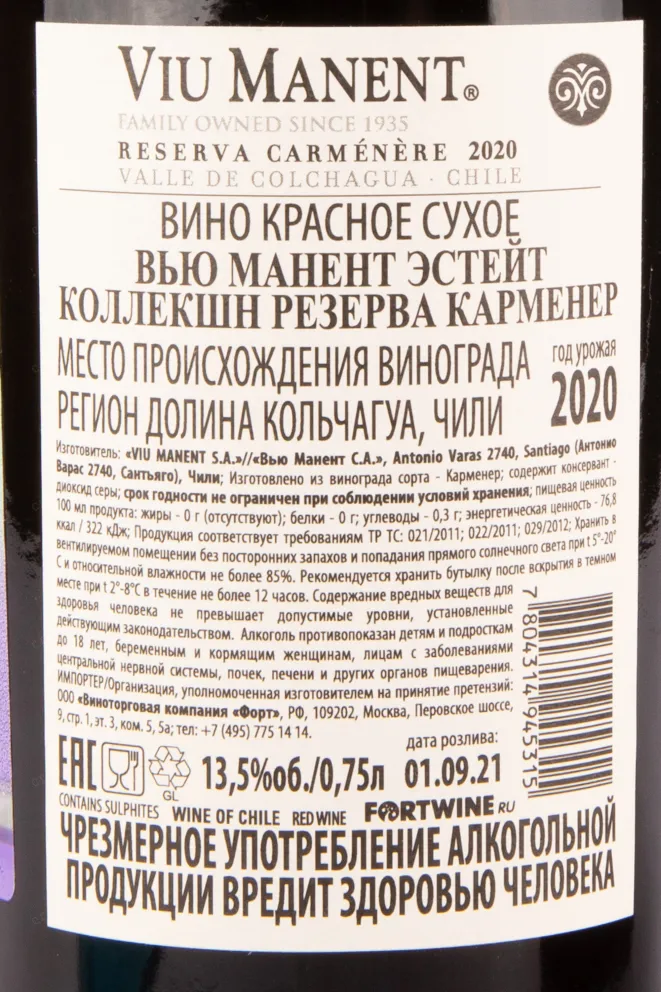 VIU MANENT®
FAMILY OWNED SINCE 1935
RESERVA CARMÉNÈRE 2020
VALLE DE COLCHAGUA · CHILE
ВИНО КРАСНОЕ СУХОЕ
ВЬЮ МАНЕНТ ЭСТЕЙТ
КОЛЛЕКШН РЕЗЕРВА КАРМЕНЕР
МЕСТО ПРОИСХОЖДЕНИЯ ВИНОГРАДА
РЕГИОН ДОЛИНА КОЛЬЧАГУА, ЧИЛИ
год урожая
2020
Изготовитель: «VIU MANENT S.A.»//«Вью Манент С.А.», Antonio Varas 2740, Santiago (Антонио
Варас 2740, Сантьяго), Чили; Изготовлено из винограда сорта - Карменер; содержит консервант -
диоксид серы; срок годности не ограничен при соблюдении условий хранения; пищевая ценность
100 мл продукта: жиры - 0 г (отсутствуют); белки - 0 г; углеводы - 0,3 г; энергетическая ценность - 76,8
ккал / 322 кДж; Продукция соответствует требованиям ТР ТС: 021/2011; 022/2011; 029/2012; Хранить в
вентилируемом помещении без посторонних запахов и попадания прямого солнечного света при t 5°-20°
С и относительной влажности не более 85%. Рекомендуется хранить бутылку после вскрытия в темном
месте при t 2°-8°С в течение не более 12 часов. Содержание вредных веществ для
здоровья человека не превышает допустимые уровни, установленные
действующим законодательством. Алкоголь противопоказан детям и подросткам
до 18 лет, беременным и кормящим женщинам, лицам с заболеваниями
центральной нервной системы, почек, печени и других органов пищеварения.
ИМПОРТЕР/Организация, уполномоченная изготовителем на принятие претензий:
ООО «Виноторговая компания «Форт», РФ, 109202, Москва, Перовское шоссе,
9, стр. 1, эт. 3, ком. 5, 5а; тел: +7 (495) 775 14 14.
7 804314 945315
EAC
GL
13,5%об./0,75л
дата розлива:
01.09.21
CONTAINS SULPHITES WINE OF CHILE RED WINE FORTWINE RU
ЧРЕЗМЕРНОЕ УПОТРЕБЛЕНИЕ АЛКОГОЛЬНОЙ
ПРОДУКЦИИ ВРЕДИТ ЗДОРОВЬЮ ЧЕЛОВЕКА